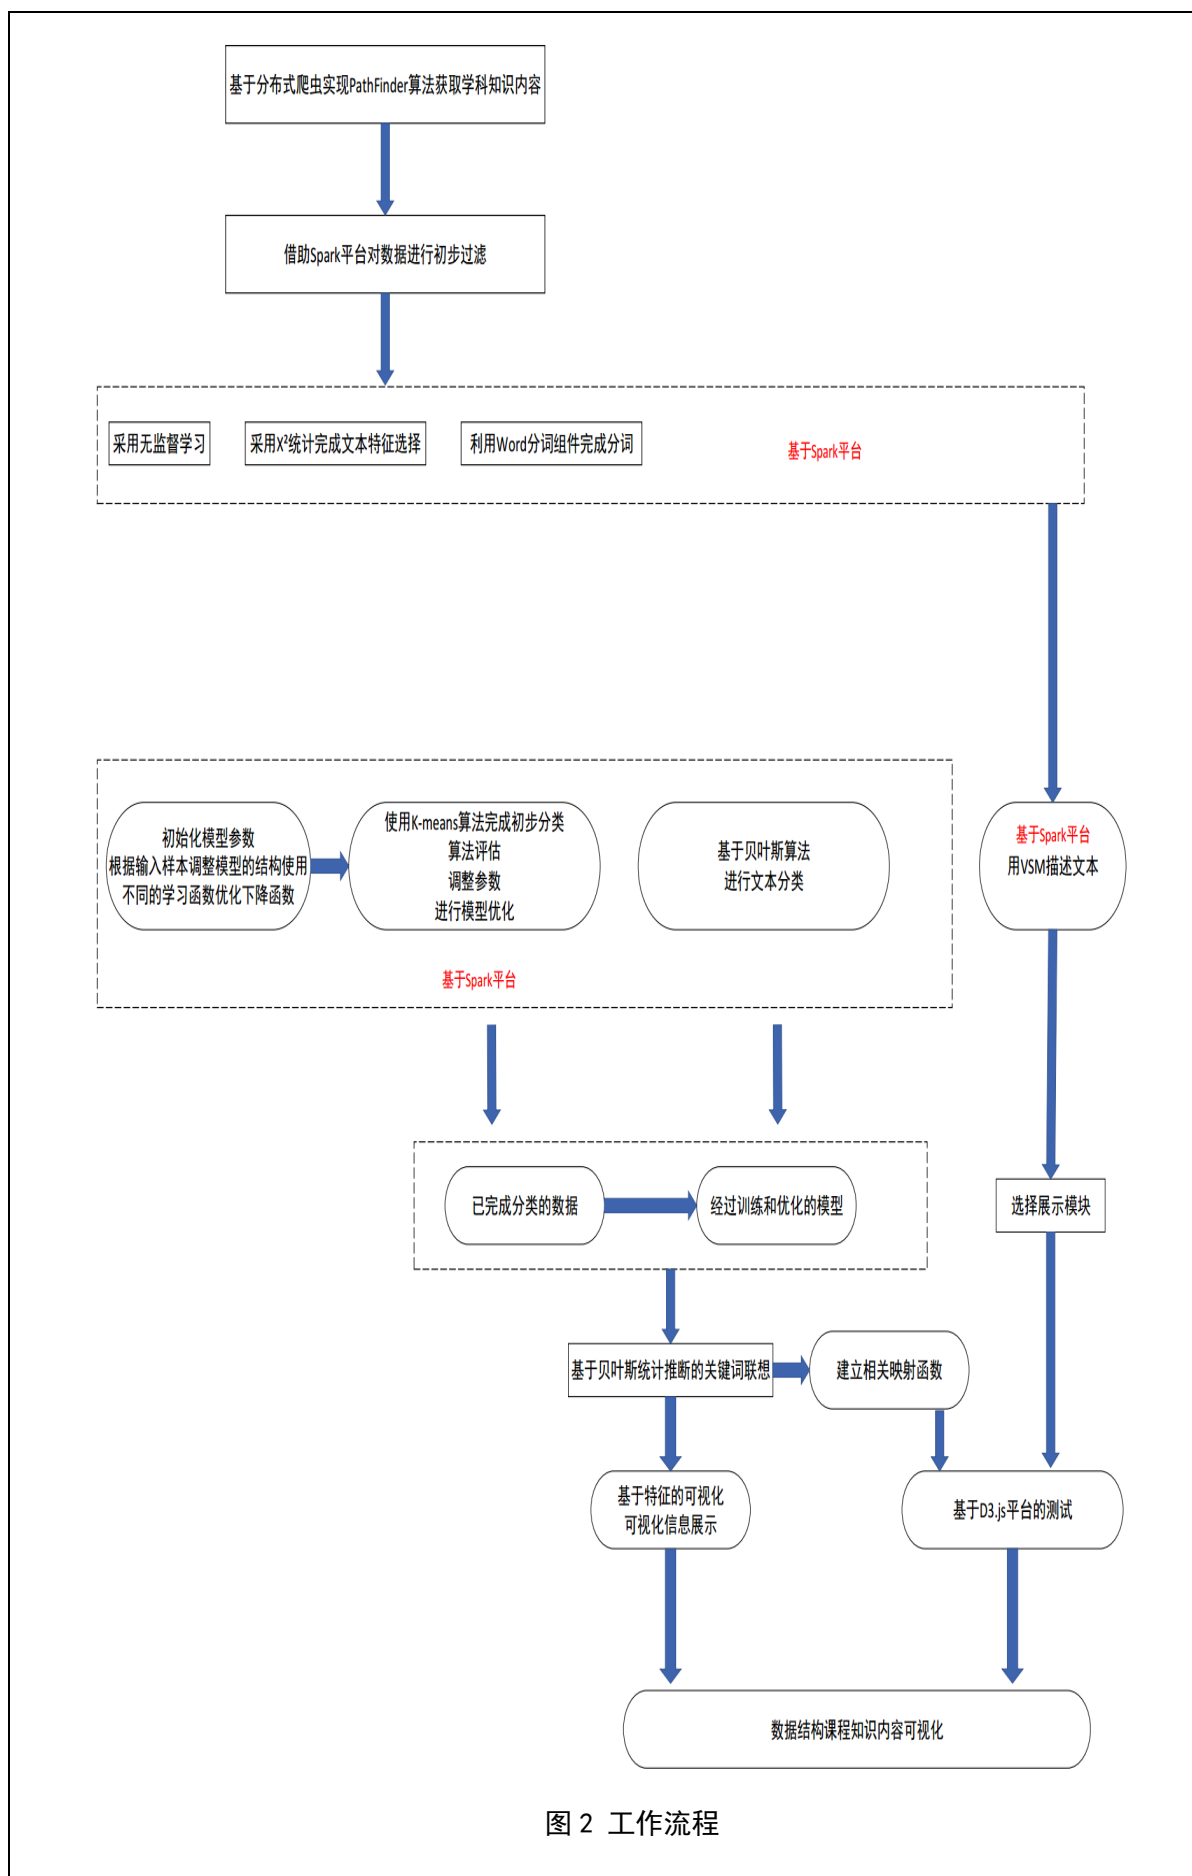 基于分布式爬虫实现PathFinder算法获取学科知识内容
借助Spark平台对数据进行初步过滤
采用无监督学习
采用X²统计完成文本特征选择
利用Word分词组件完成分词
基于Spark平台
初始化模型参数
根据输入样本调整模型的结构使用
不同的学习函数优化下降函数
使用K-means算法完成初步分类
算法评估
调整参数
进行模型优化
基于贝叶斯算法
进行文本分类
基于Spark平台
用VSM描述文本
基于Spark平台
已完成分类的数据
经过训练和优化的模型
选择展示模块
基于贝叶斯统计推断的关键词联想
建立相关映射函数
基于特征的可视化
可视化信息展示
基于D3.js平台的测试
数据结构课程知识内容可视化
图 2 工作流程